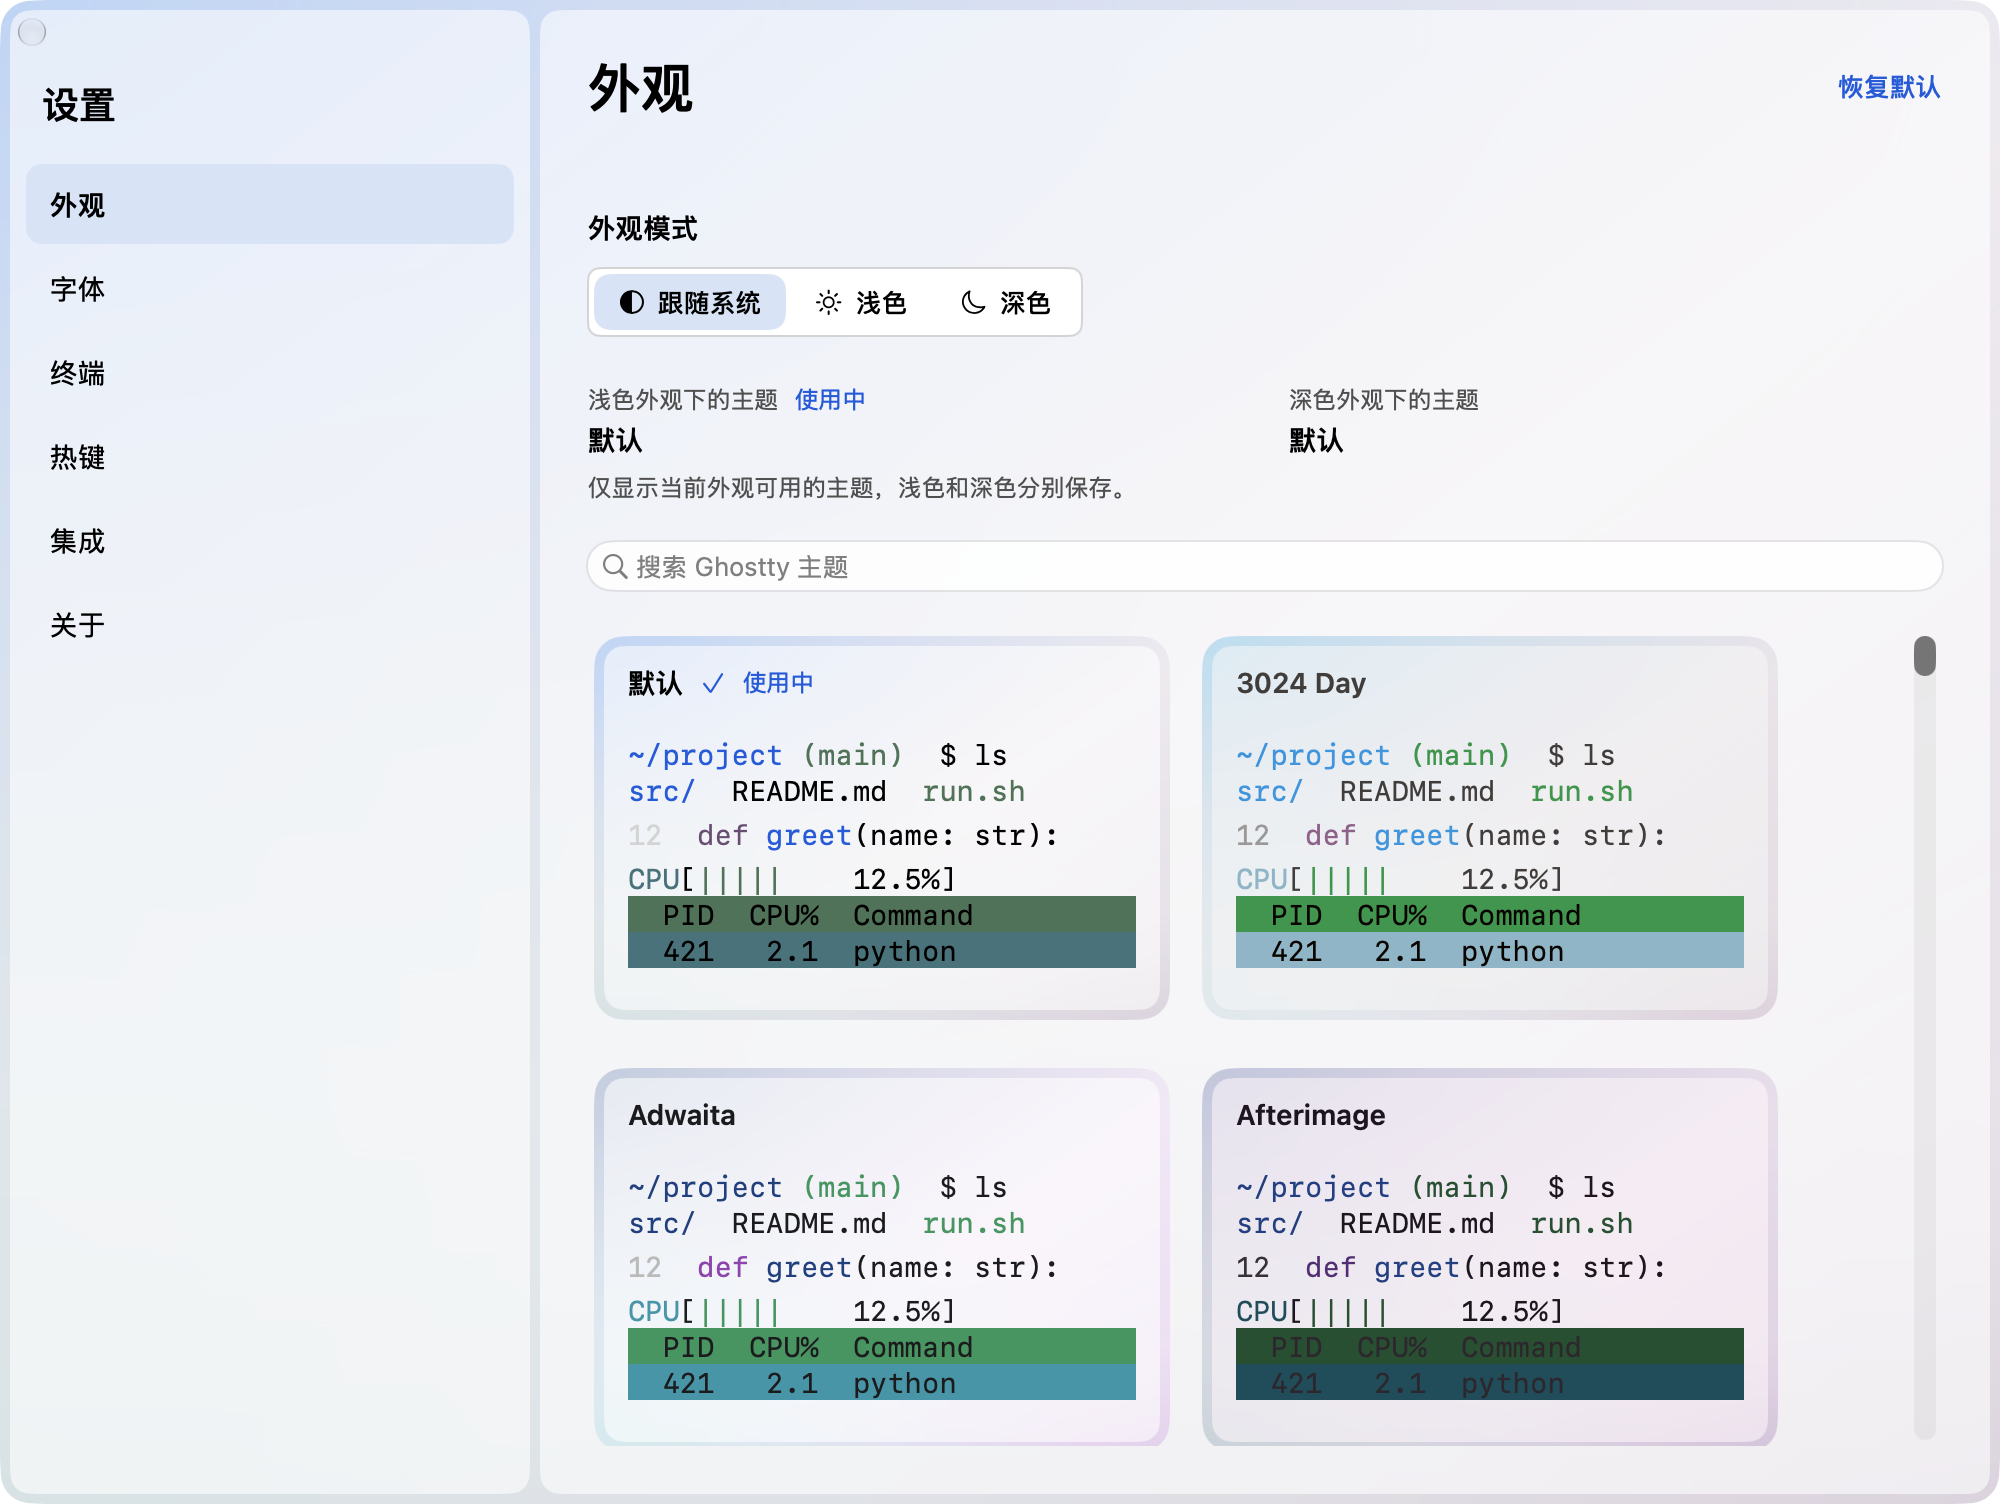 设置
外观
字体
终端
热键
集成
关于
外观
恢复默认
外观模式
跟随系统 浅色 深色
浅色外观下的主题 使用中
默认
深色外观下的主题
默认
仅显示当前外观可用的主题，浅色和深色分别保存。
搜索 Ghostty 主题
默认 ✓ 使用中
~/project (main)  $ ls
src/  README.md  run.sh
12  def greet(name: str):
CPU[|||||    12.5%]
PID  CPU%  Command
421   2.1  python
3024 Day
~/project (main)  $ ls
src/  README.md  run.sh
12  def greet(name: str):
CPU[|||||    12.5%]
PID  CPU%  Command
421   2.1  python
Adwaita
~/project (main)  $ ls
src/  README.md  run.sh
12  def greet(name: str):
CPU[|||||    12.5%]
PID  CPU%  Command
421   2.1  python
Afterimage
~/project (main)  $ ls
src/  README.md  run.sh
12  def greet(name: str):
CPU[|||||    12.5%]
PID  CPU%  Command
421   2.1  python